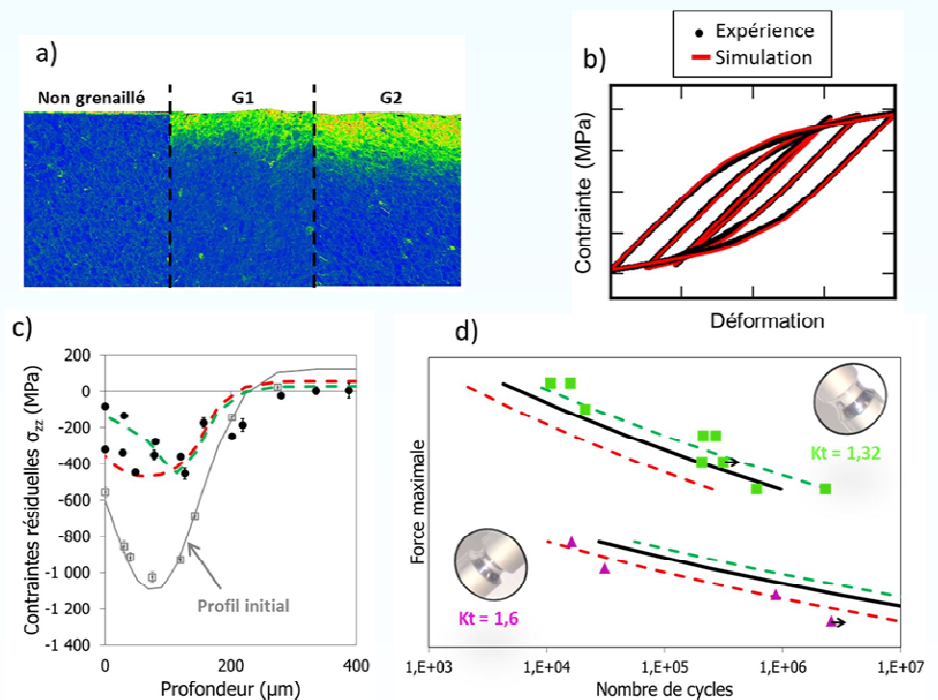 a)
Non grenaillé
G1
G2
Expérience
Simulation
b)
Contrainte (MPa)
Déformation
c)
Contraintes résiduelles σzz (MPa)
200
0
-200
-400
-600
-800
-1 000
-1 200
-1 400
Profil initial
0
200
400
Profondeur (µm)
d)
Force maximale
Kt = 1,32
Kt = 1,6
1,E+03
1,E+04
1,E+05
1,E+06
1,E+07
Nombre de cycles